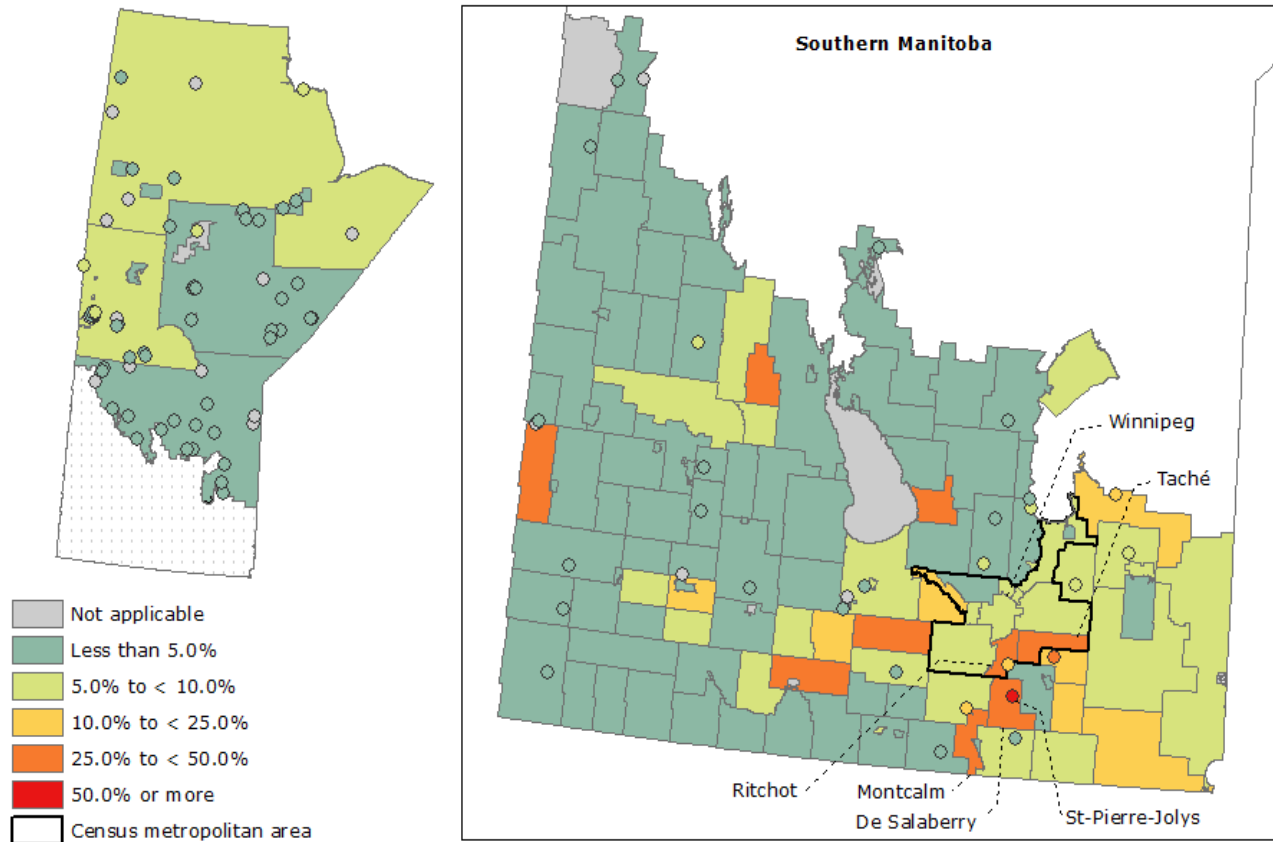 Southern Manitoba
Winnipeg
Taché
Not applicable
Less than 5.0%
5.0% to < 10.0%
10.0% to < 25.0%
25.0% to < 50.0%
50.0% or more
Census metropolitan area
Ritchot
Montcalm
De Salaberry
St-Pierre-Jolys